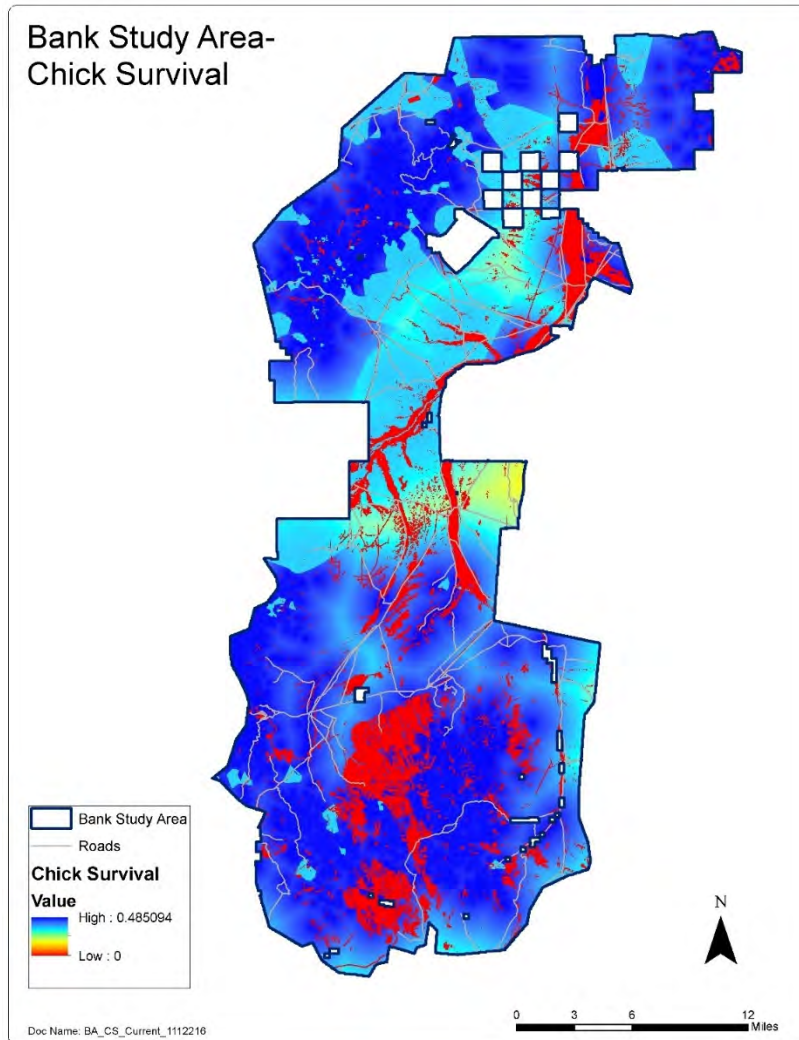 Bank Study Area-
Chick Survival
Bank Study Area
Roads
Chick Survival
Value
High : 0.485094
Low : 0
N
0 3 6 12
Miles
Doc Name: BA_CS_Current_1112216